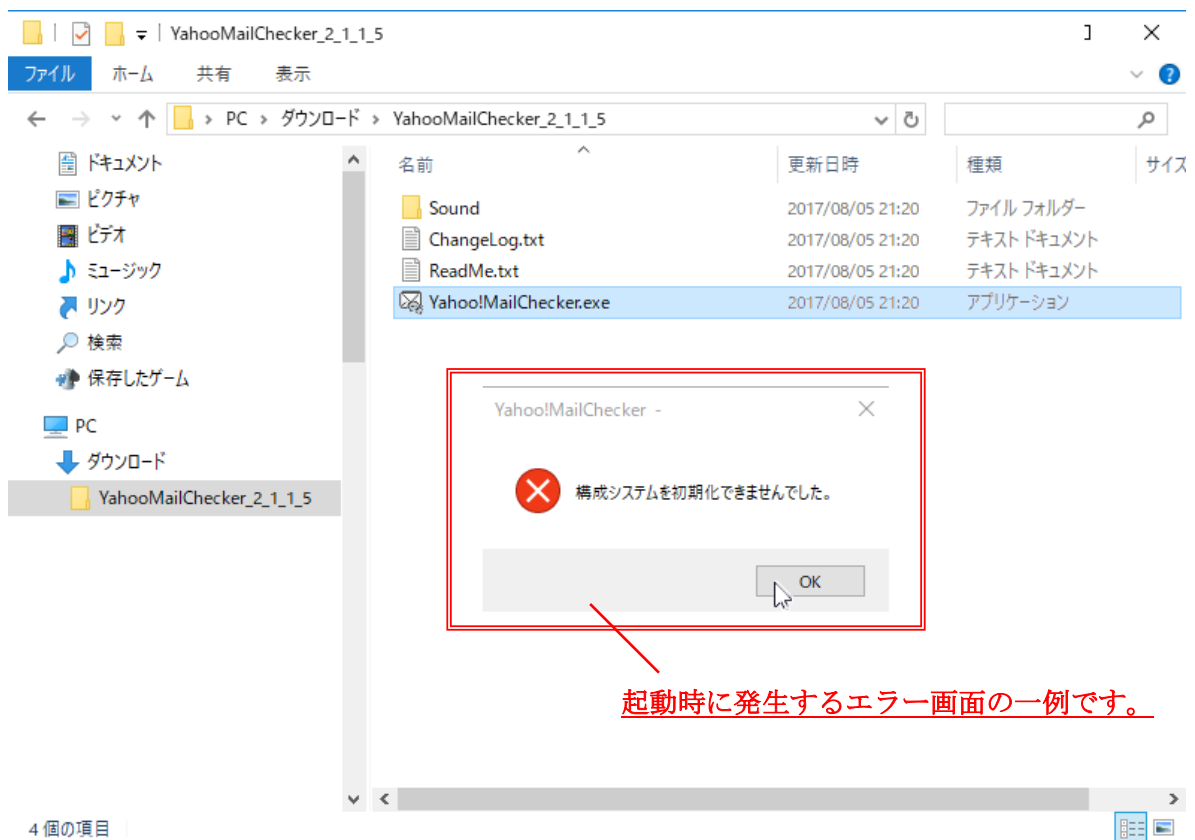 YahooMailChecker_2_1_1_5
ファイル ホーム 共有 表示
PC ダウンロード YahooMailChecker_2_1_1_5
ドキュメント
ピクチャ
ビデオ
ミュージック
リンク
検索
保存したゲーム
PC
ダウンロード
YahooMailChecker_2_1_1_5
名前 更新日時 種類 サイズ
Sound 2017/08/05 21:20 ファイル フォルダー
ChangeLog.txt 2017/08/05 21:20 テキスト ドキュメント
ReadMe.txt 2017/08/05 21:20 テキスト ドキュメント
Yahoo!MailChecker.exe 2017/08/05 21:20 アプリケーション
Yahoo!MailChecker -
構成システムを初期化できませんでした。
OK
起動時に発生するエラー画面の一例です。
4 個の項目